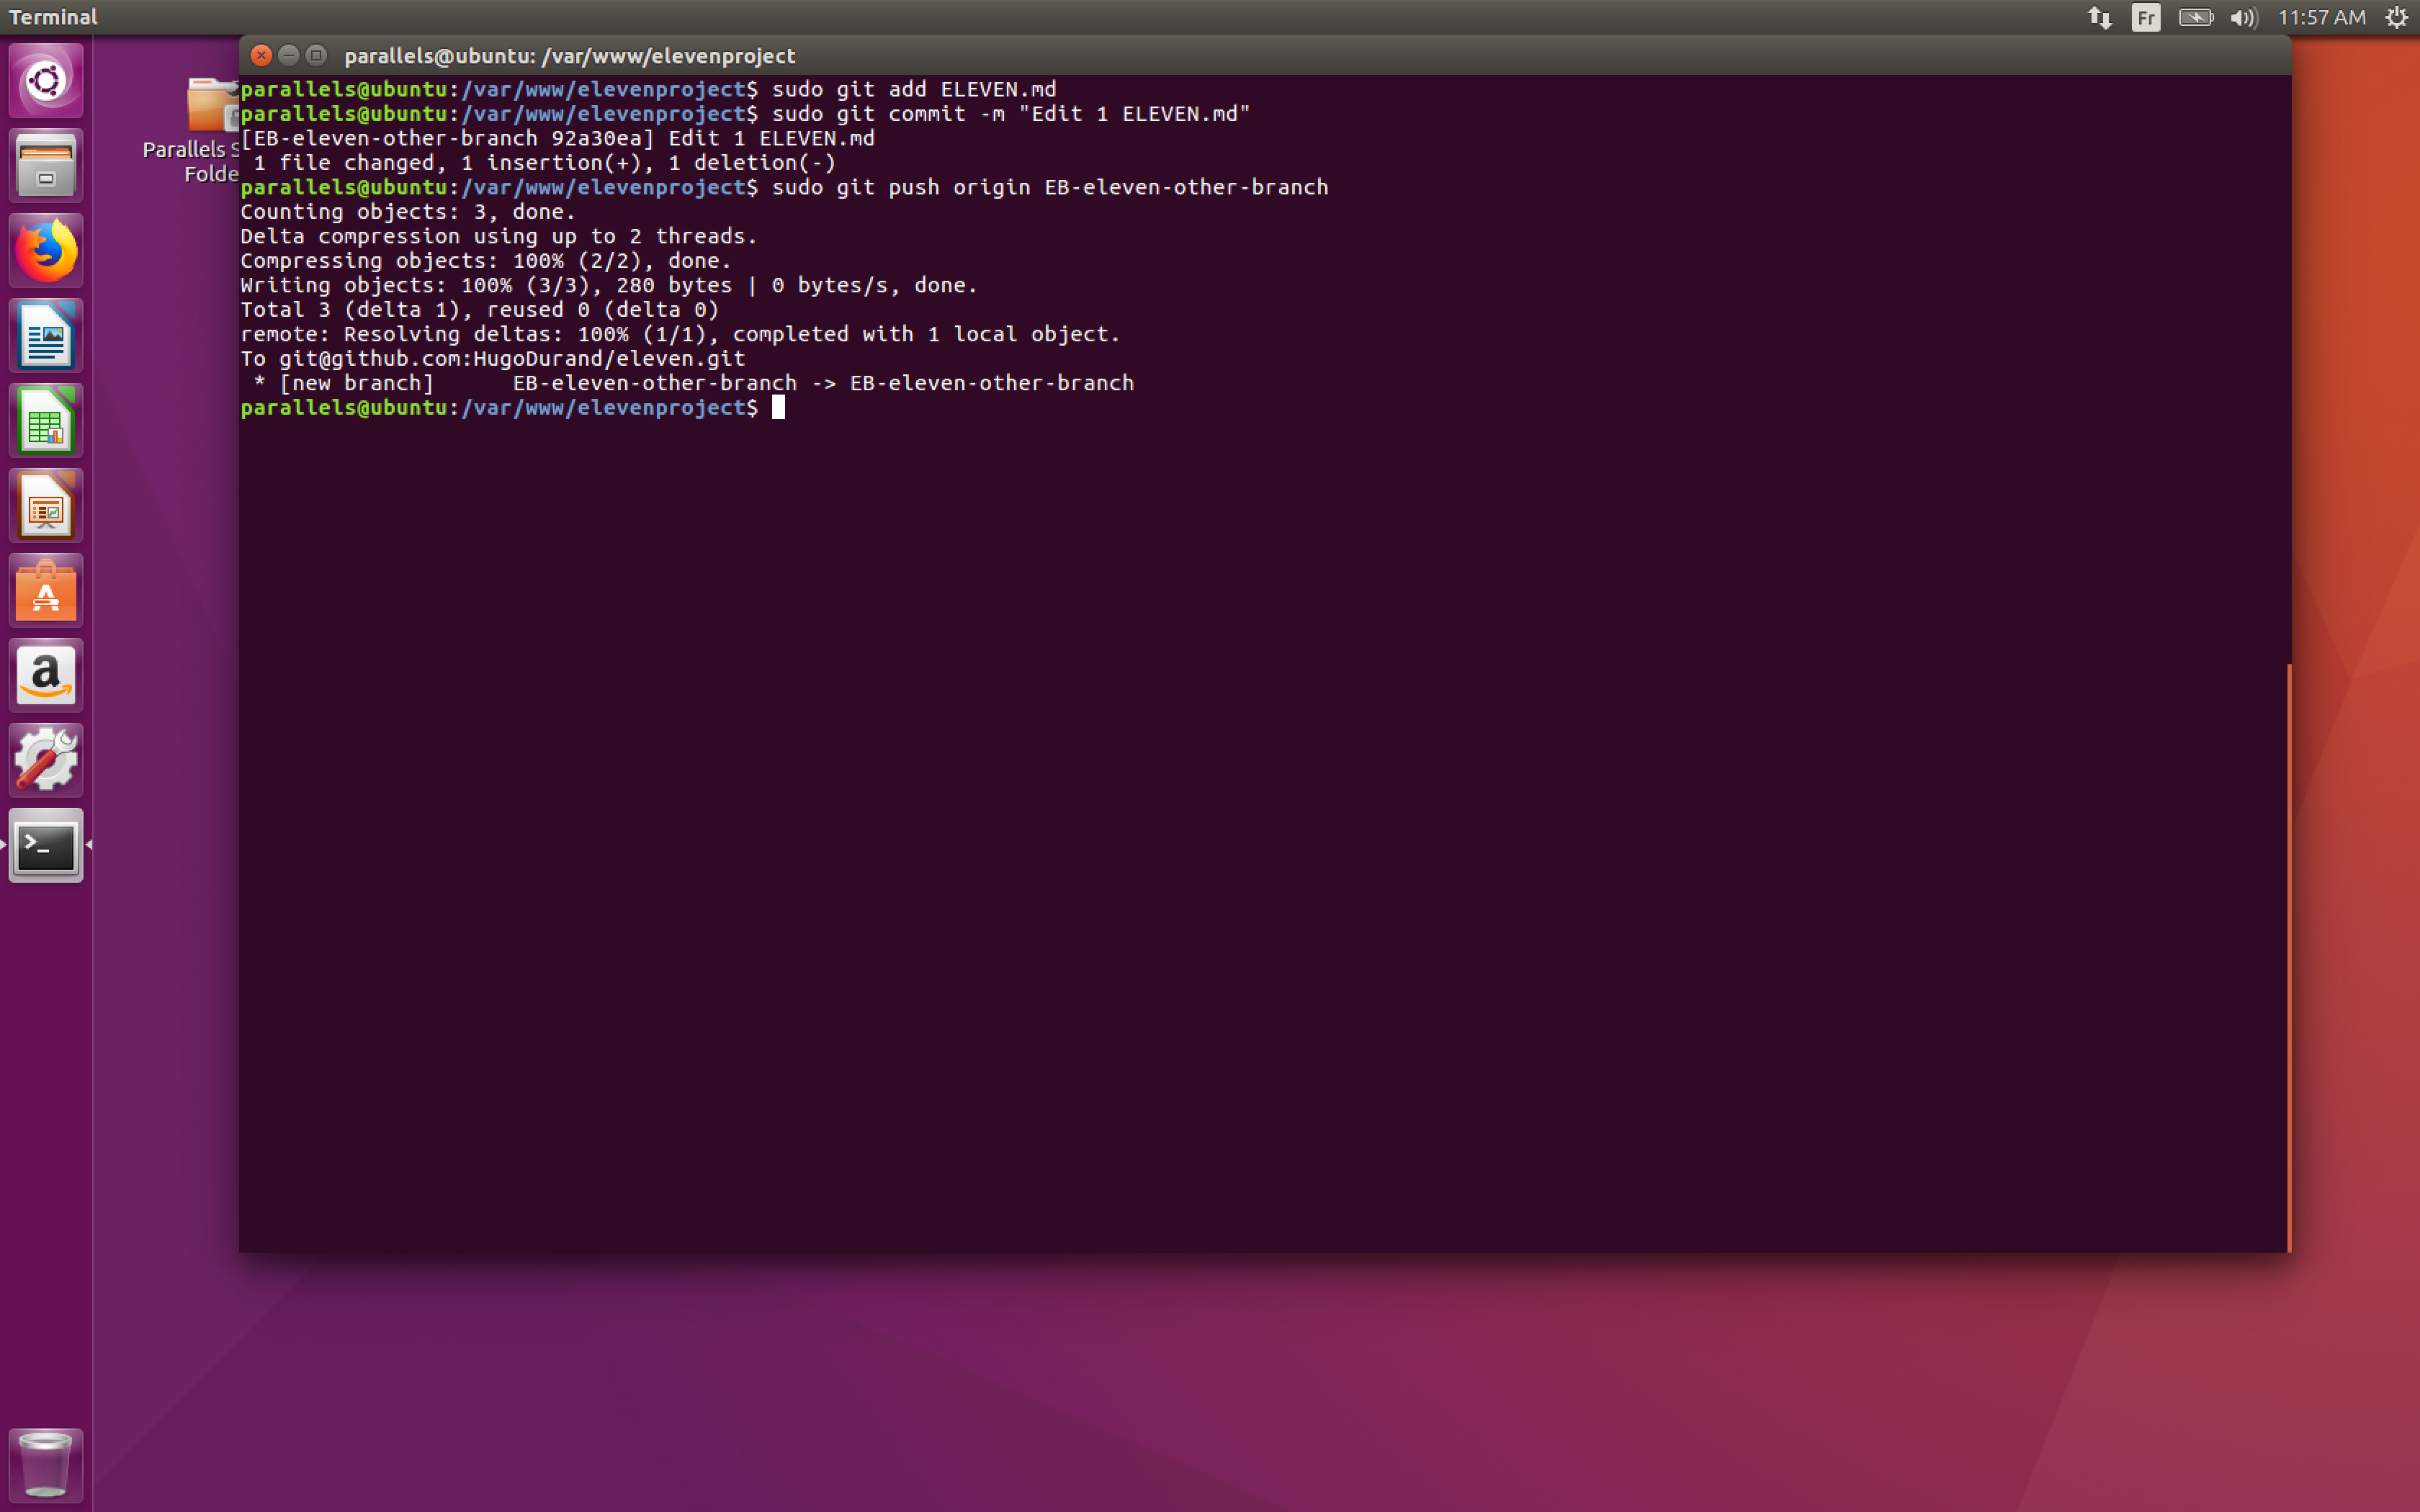 Terminal
Fr
11:57 AM
parallels@ubuntu: /var/www/elevenproject
Parallels S
Folde
parallels@ubuntu:/var/www/elevenproject$ sudo git add ELEVEN.md
parallels@ubuntu:/var/www/elevenproject$ sudo git commit -m "Edit 1 ELEVEN.md"
[EB-eleven-other-branch 92a30ea] Edit 1 ELEVEN.md
 1 file changed, 1 insertion(+), 1 deletion(-)
parallels@ubuntu:/var/www/elevenproject$ sudo git push origin EB-eleven-other-branch
Counting objects: 3, done.
Delta compression using up to 2 threads.
Compressing objects: 100% (2/2), done.
Writing objects: 100% (3/3), 280 bytes | 0 bytes/s, done.
Total 3 (delta 1), reused 0 (delta 0)
remote: Resolving deltas: 100% (1/1), completed with 1 local object.
To git@github.com:HugoDurand/eleven.git
 * [new branch]      EB-eleven-other-branch -> EB-eleven-other-branch
parallels@ubuntu:/var/www/elevenproject$